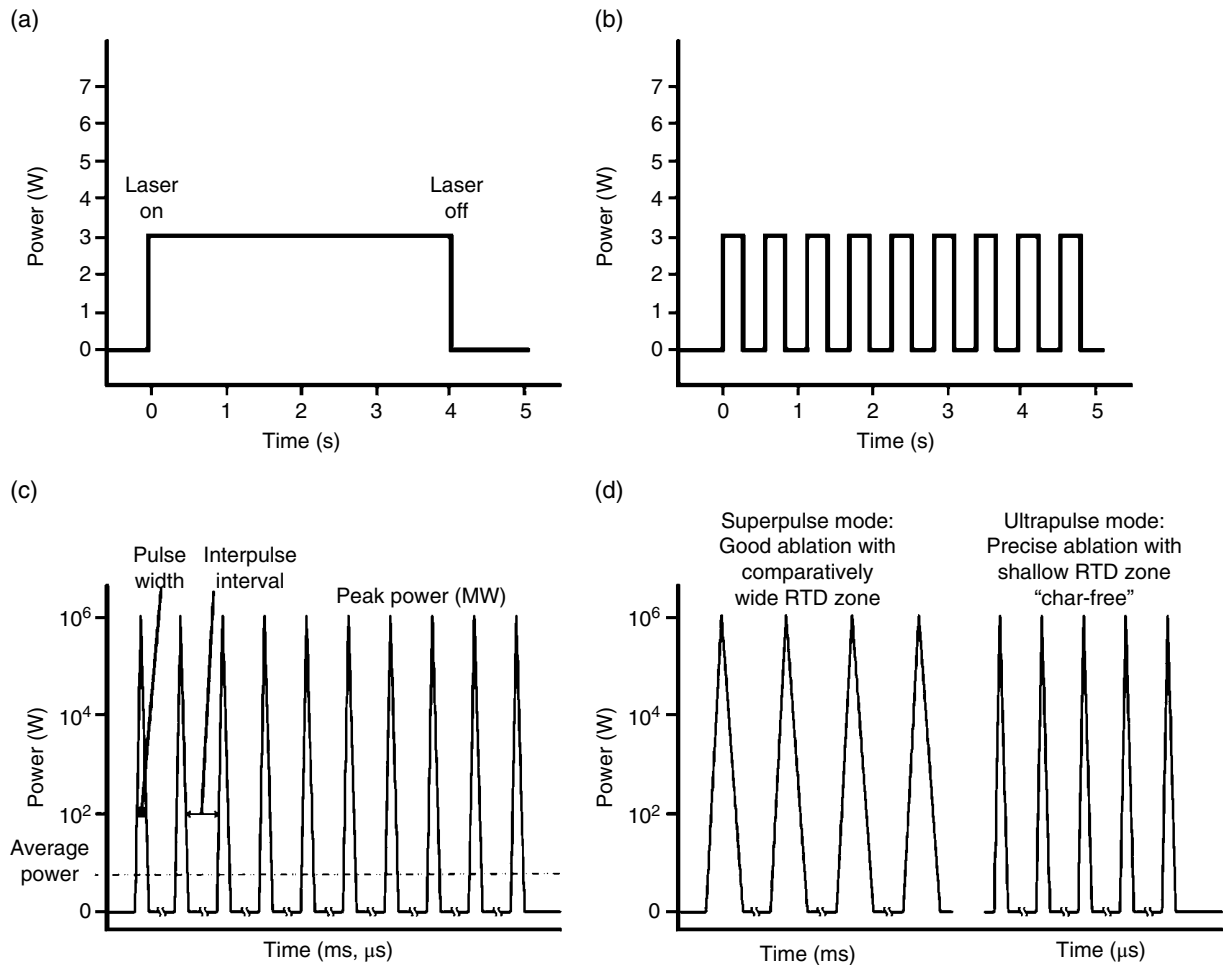 (a)
7
6
5
4
3
2
1
0
Power (W)
Laser
on
Laser
off
0 1 2 3 4 5
Time (s)
(b)
7
6
5
4
3
2
1
0
Power (W)
0 1 2 3 4 5
Time (s)
(c)
Pulse
width
Interpulse
interval
Peak power (MW)
10⁶
10⁴
10²
0
Power (W)
Average
power
Time (ms, μs)
(d)
Superpulse mode:
Good ablation with
comparatively
wide RTD zone
Ultrapulse mode:
Precise ablation with
shallow RTD zone
“char-free”
10⁶
10⁴
10²
0
Power (W)
Time (ms)
Time (μs)